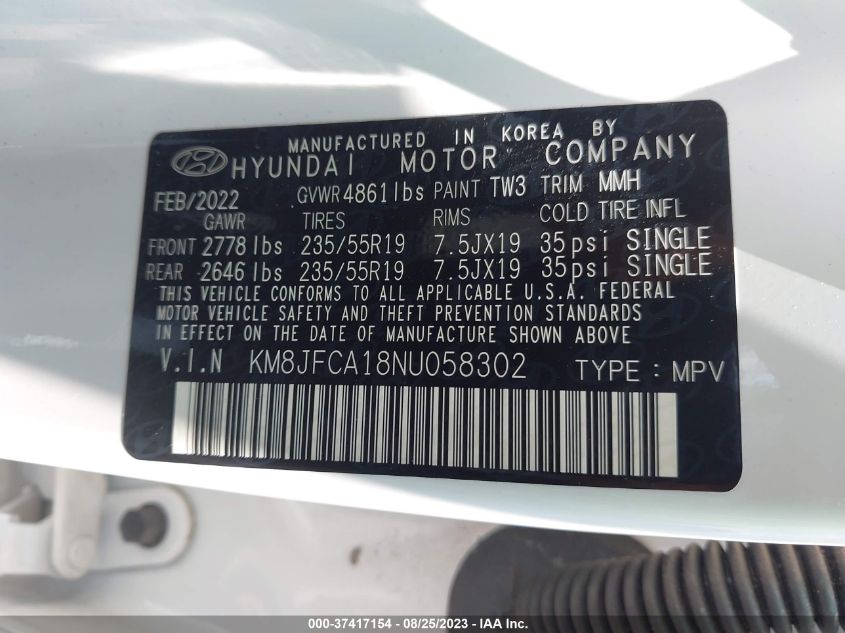 MANUFACTURED IN KOREA BY
HYUNDAI MOTOR COMPANY
FEB/2022 GVWR 4861lbs PAINT TW3 TRIM MMH
GAWR TIRES RIMS COLD TIRE INFL
FRONT 2778 lbs 235/55R19 7.5JX19 35psi SINGLE
REAR 2646 lbs 235/55R19 7.5JX19 35psi SINGLE
THIS VEHICLE CONFORMS TO ALL APPLICABLE U.S.A. FEDERAL
MOTOR VEHICLE SAFETY AND THEFT PREVENTION STANDARDS
IN EFFECT ON THE DATE OF MANUFACTURE SHOWN ABOVE
V.I.N KM8JFCA18NU058302 TYPE : MPV
000-37417154 - 08/25/2023 - IAA Inc.